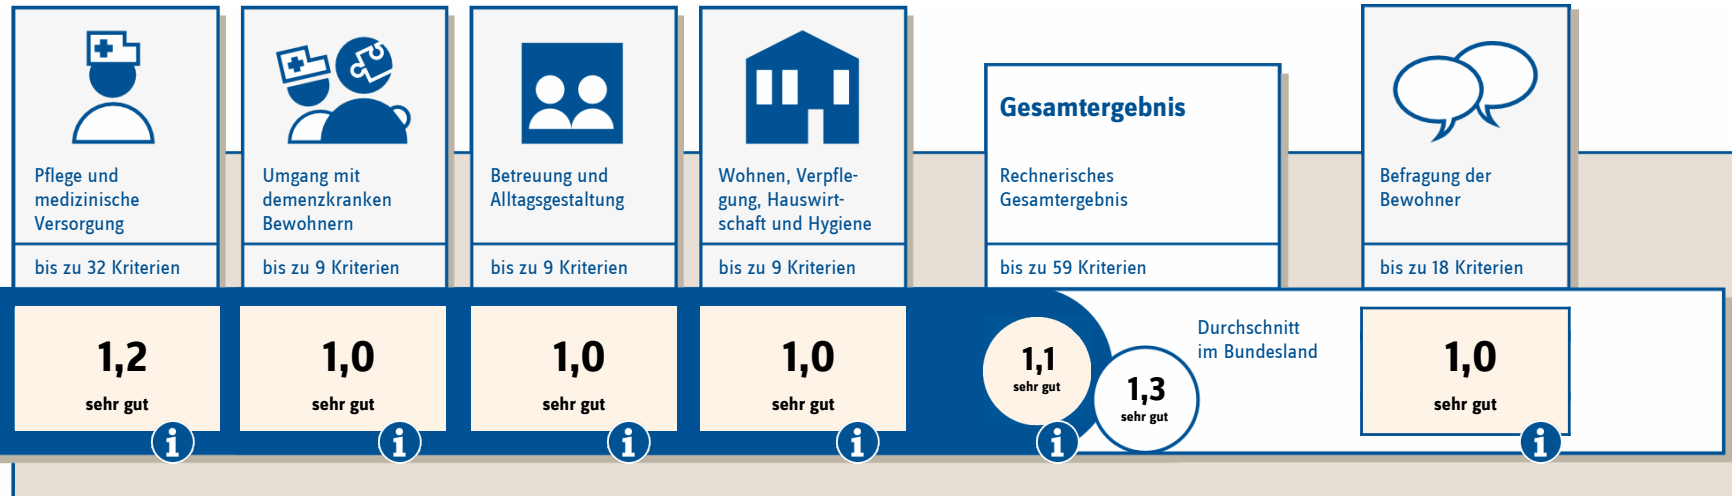 Pflege und
medizinische
Versorgung
bis zu 32 Kriterien
1,2
sehr gut
i
Umgang mit
demenzkranken
Bewohnern
bis zu 9 Kriterien
1,0
sehr gut
i
Betreuung und
Alltagsgestaltung
bis zu 9 Kriterien
1,0
sehr gut
i
Wohnen, Verpfle-
gung, Hauswirt-
schaft und Hygiene
bis zu 9 Kriterien
1,0
sehr gut
i
Gesamtergebnis
Rechnerisches
Gesamtergebnis
bis zu 59 Kriterien
1,1
sehr gut
i
1,3
sehr gut
Durchschnitt
im Bundesland
Befragung der
Bewohner
bis zu 18 Kriterien
1,0
sehr gut
i